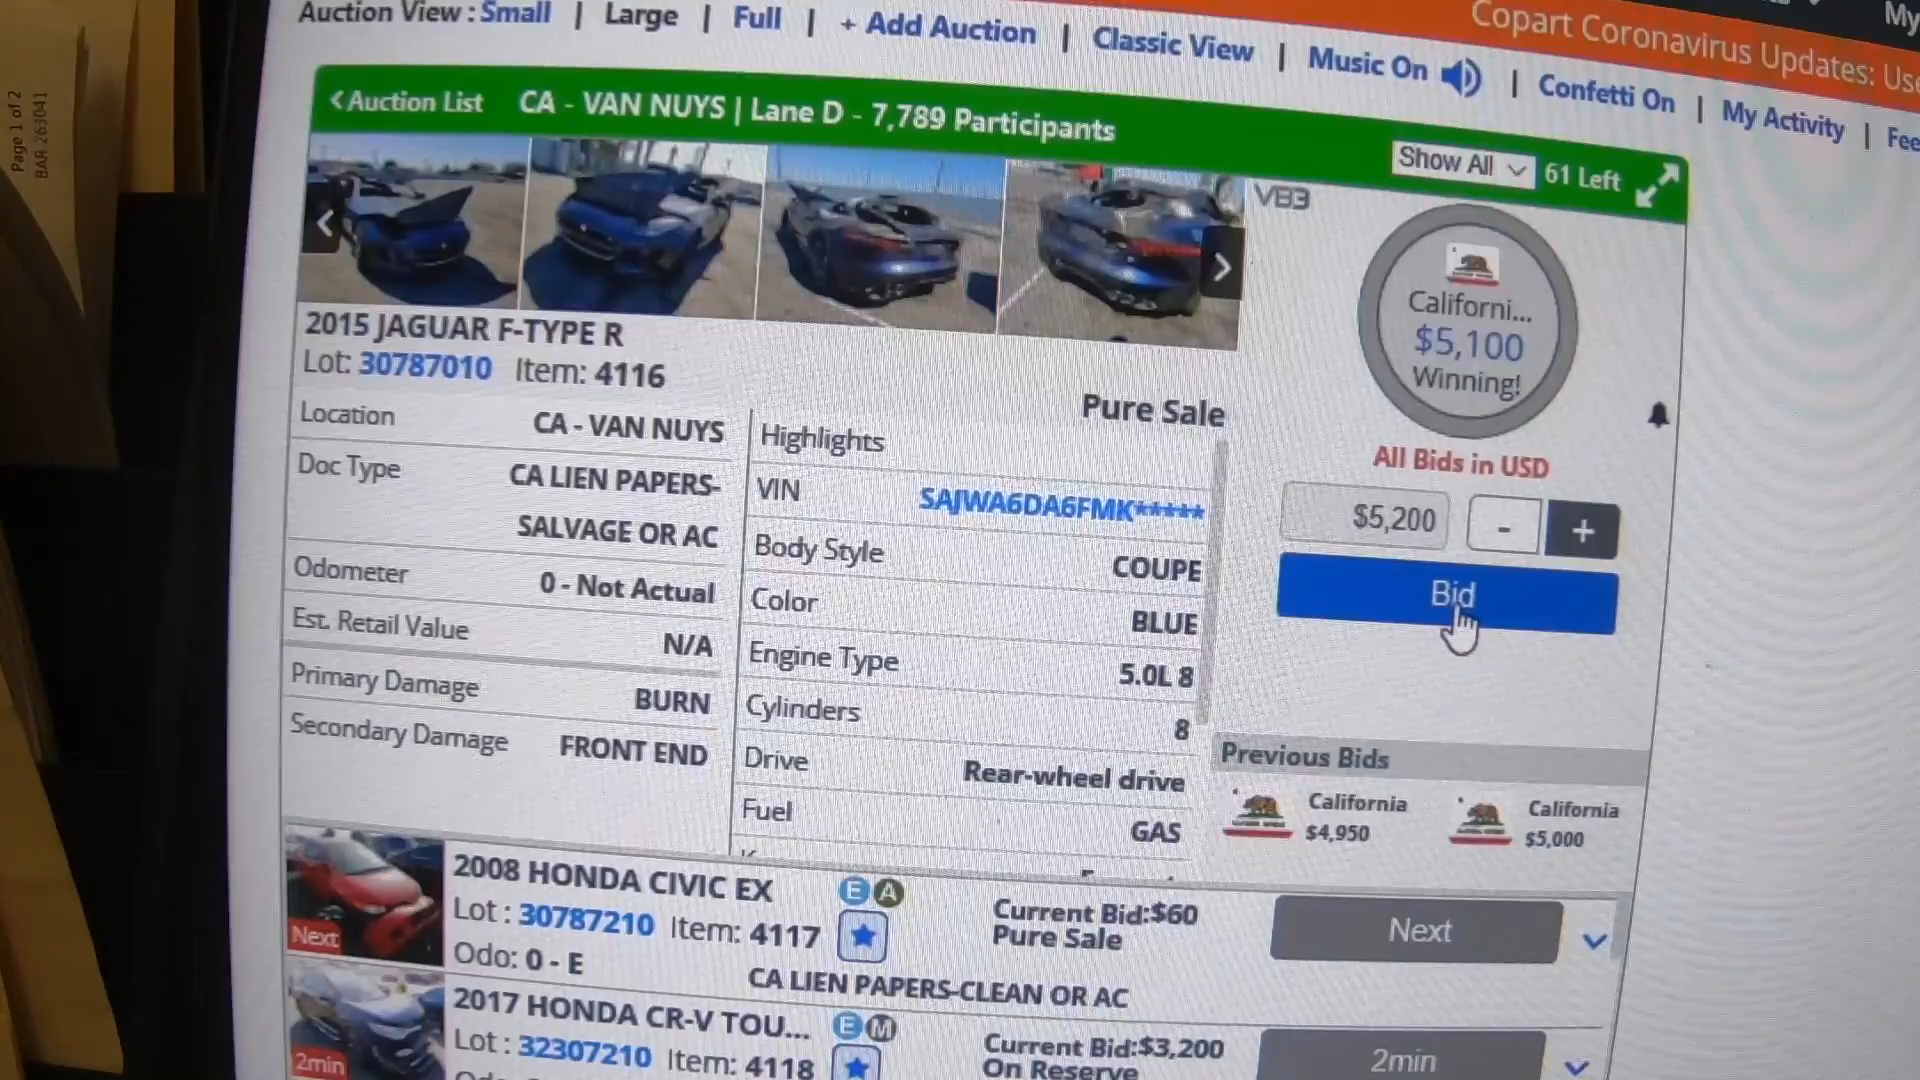 Page 1 of 2
BAR 263041
Auction View : Small | Large | Full | + Add Auction | Classic View | Music On | Confetti On | My Activity | Fee
My
Copart Coronavirus Updates: Use
< Auction List CA - VAN NUYS | Lane D - 7,789 Participants
Show All 61 Left
VB3
2015 JAGUAR F-TYPE R
Lot: 30787010 Item: 4116
Pure Sale
Location CA - VAN NUYS
Doc Type CA LIEN PAPERS-
SALVAGE OR AC
Odometer 0 - Not Actual
Est. Retail Value N/A
Primary Damage BURN
Secondary Damage FRONT END
Highlights
VIN SAJWA6DA6FMK*****
Body Style COUPE
Color BLUE
Engine Type 5.0L 8
Cylinders 8
Drive Rear-wheel drive
Fuel GAS
Californi...
$5,100
Winning!
All Bids in USD
$5,200 - +
Bid
Previous Bids
California
$4,950
California
$5,000
Next
2008 HONDA CIVIC EX E A
Lot : 30787210 Item: 4117
Odo: 0 - E
CA LIEN PAPERS-CLEAN OR AC
Current Bid:$60
Pure Sale
Next
2min
2017 HONDA CR-V TOU... E M
Lot : 32307210 Item: 4118
Current Bid:$3,200
On Reserve
2min